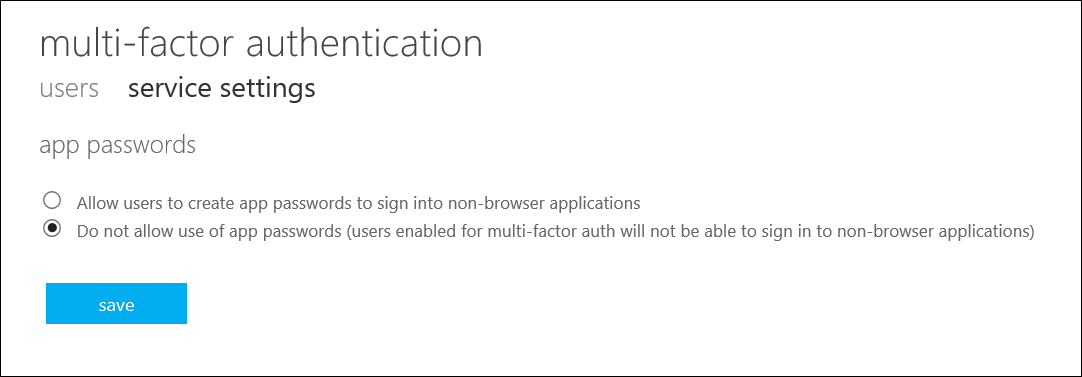 multi-factor authentication
users service settings
app passwords
Allow users to create app passwords to sign into non-browser applications
Do not allow use of app passwords (users enabled for multi-factor auth will not be able to sign in to non-browser applications)
save